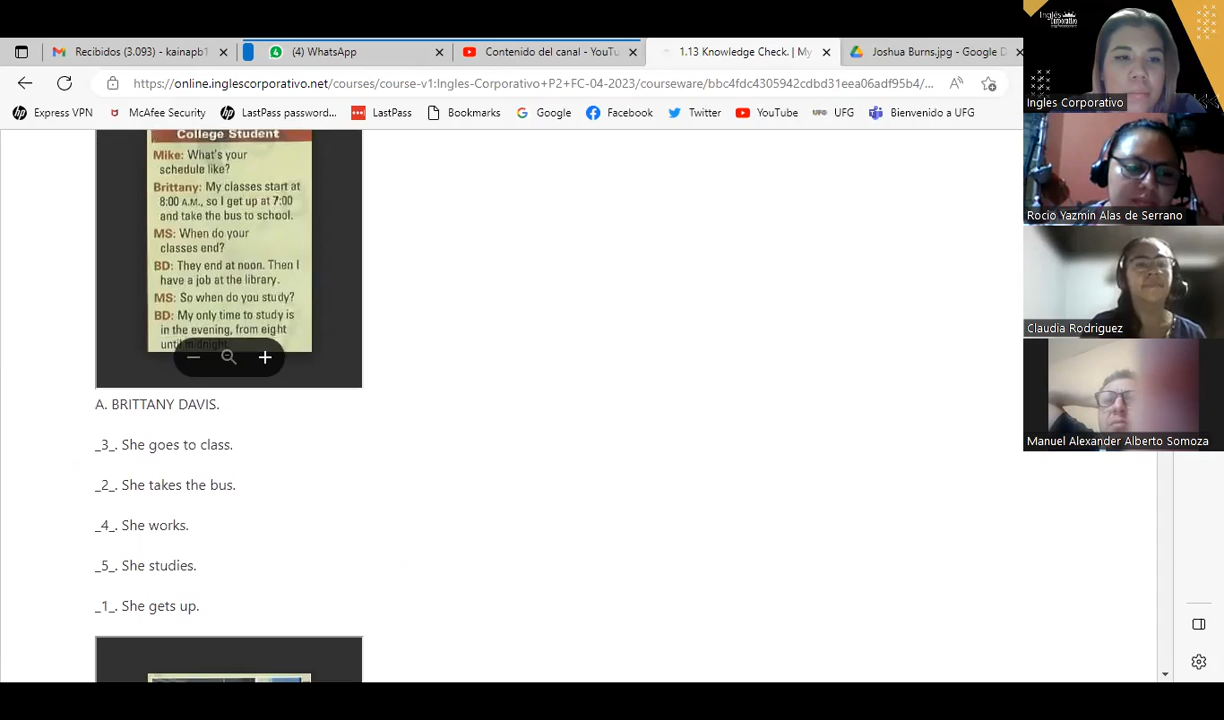 Recibidos (3.093) - kainapb1
(4) WhatsApp
Contenido del canal - YouTu
1.13 Knowledge Check. | My
Joshua Burns.jpg - Google D
https://online.inglescorporativo.net/courses/course-v1:Ingles-Corporativo+P2+FC-04-2023/courseware/bbc4fdc4305942cdbd31eea06adf95b4/...
Express VPN
McAfee Security
LastPass password...
LastPass
Bookmarks
Google
Facebook
Twitter
YouTube
UFG
Bienvenido a UFG
College Student
Mike: What's your
schedule like?
Brittany: My classes start at
8:00 A.M., so I get up at 7:00
and take the bus to school.
MS: When do your
classes end?
BD: They end at noon. Then I
have a job at the library.
MS: So when do you study?
BD: My only time to study is
in the evening, from eight
until midnight.
A. BRITTANY DAVIS.
_3_. She goes to class.
_2_. She takes the bus.
_4_. She works.
_5_. She studies.
_1_. She gets up.
Inglés
Corporativo
Ingles Corporativo
Rocio Yazmin Alas de Serrano
Claudia Rodriguez
Manuel Alexander Alberto Somoza